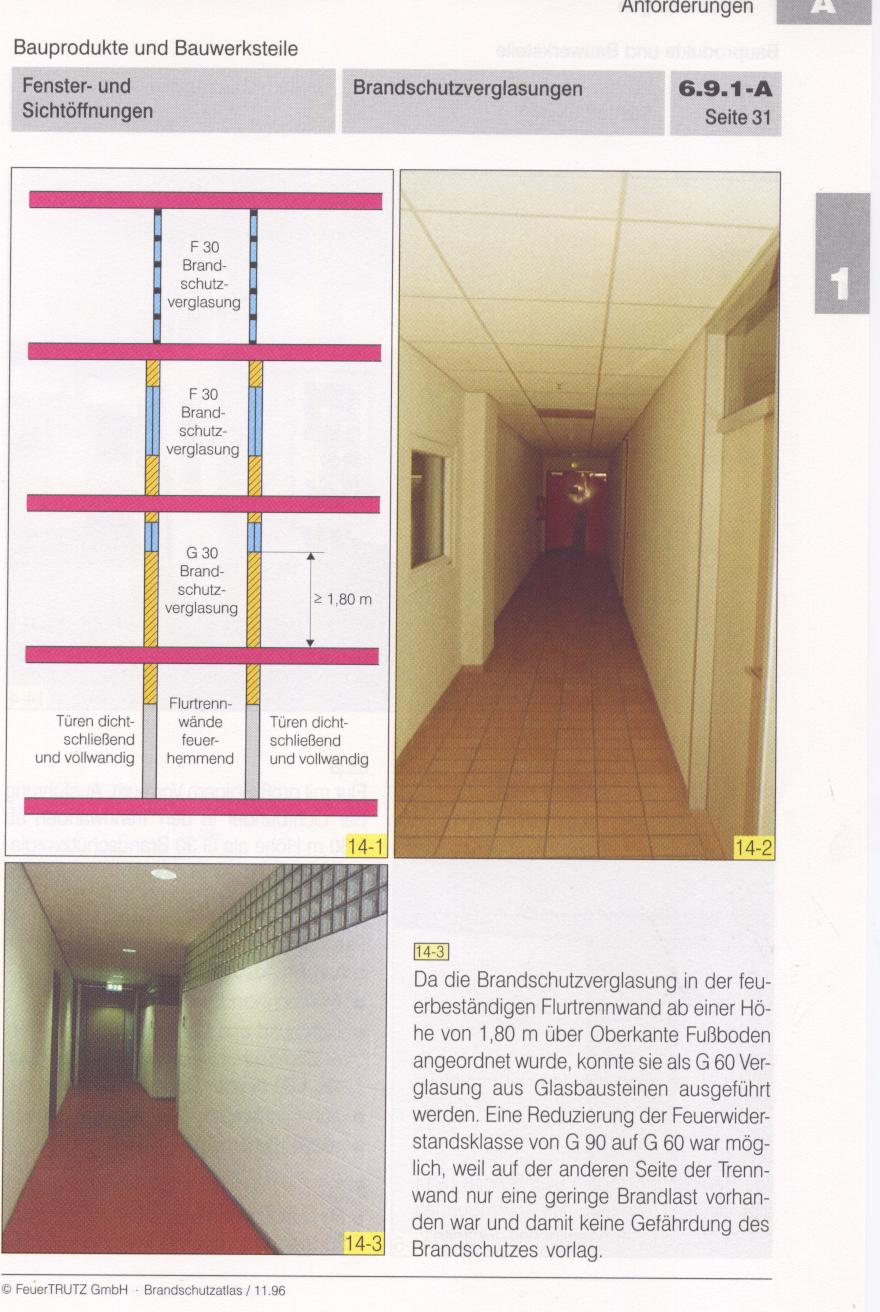 Anforderungen
A
Bauprodukte und Bauwerksteile
Fenster- und
Sichtöffnungen
Brandschutzverglasungen
6.9.1-A
Seite 31
1
F 30
Brand-
schutz-
verglasung
F 30
Brand-
schutz-
verglasung
G 30
Brand-
schutz-
verglasung
≥ 1,80 m
Türen dicht-
schließend
und vollwandig
Flurtrenn-
wände
feuer-
hemmend
Türen dicht-
schließend
und vollwandig
14-1
14-2
14-3
14-3
Da die Brandschutzverglasung in der feu-
erbeständigen Flurtrennwand ab einer Hö-
he von 1,80 m über Oberkante Fußboden
angeordnet wurde, konnte sie als G 60 Ver-
glasung aus Glasbausteinen ausgeführt
werden. Eine Reduzierung der Feuerwider-
standsklasse von G 90 auf G 60 war mög-
lich, weil auf der anderen Seite der Trenn-
wand nur eine geringe Brandlast vorhan-
den war und damit keine Gefährdung des
Brandschutzes vorlag.
© FeuerTRUTZ GmbH · Brandschutzatlas / 11.96